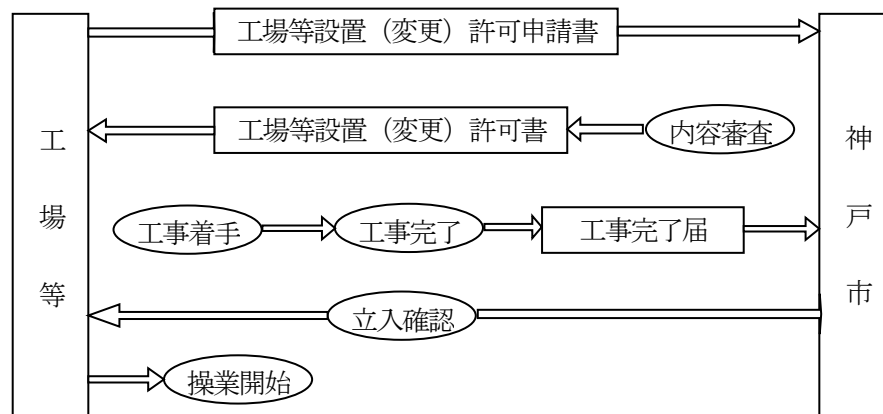 工場等設置（変更）許可申請書
工場等設置（変更）許可書
内容審査
工場等
神戸市
工事着手
工事完了
工事完了届
立入確認
操業開始